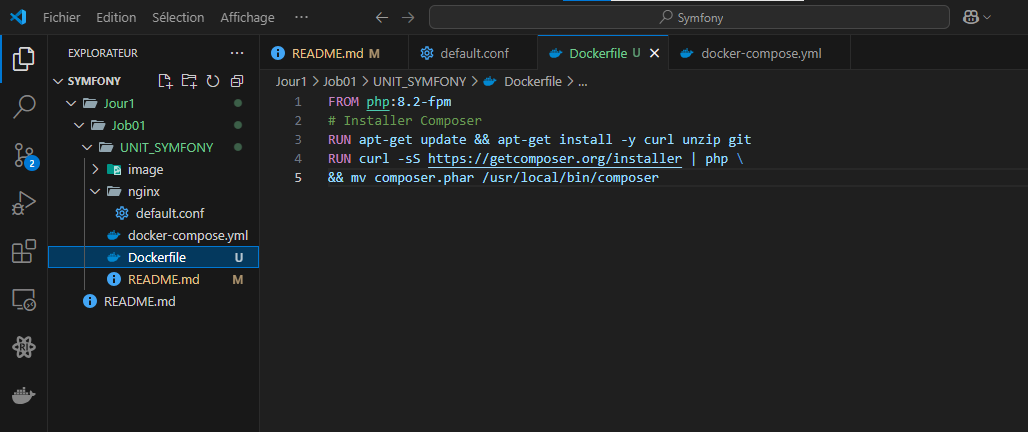 Fichier Edition Sélection Affichage ··· Symfony
EXPLORATEUR ···
SYMFONY
Jour1
Job01
UNIT_SYMFONY
image
nginx
default.conf
docker-compose.yml
Dockerfile U
README.md M
README.md
2
README.md M default.conf Dockerfile U docker-compose.yml
Jour1 > Job01 > UNIT_SYMFONY > Dockerfile > ...
1 FROM php:8.2-fpm
2 # Installer Composer
3 RUN apt-get update && apt-get install -y curl unzip git
4 RUN curl -sS https://getcomposer.org/installer | php \
5 && mv composer.phar /usr/local/bin/composer